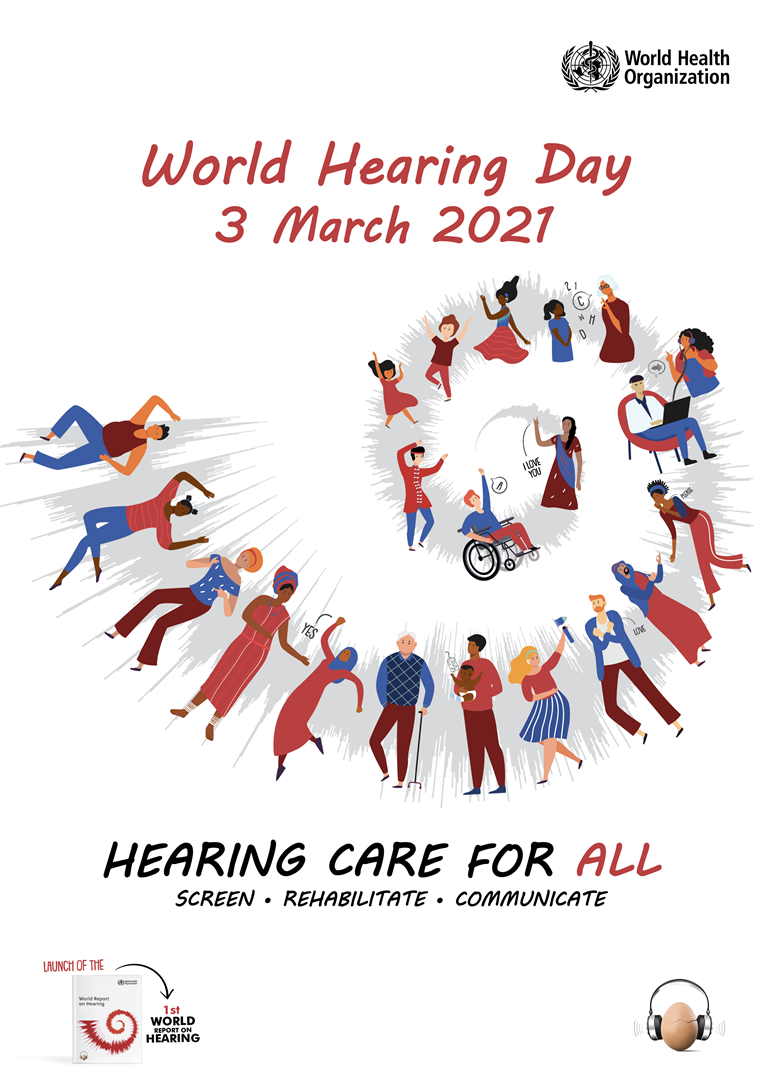 World Health
Organization
World Hearing Day
3 March 2021
C
H
D
I LOVE
YOU
YES
LOVE
HEARING CARE FOR ALL
SCREEN • REHABILITATE • COMMUNICATE
LAUNCH OF THE
World Report
on Hearing
1st
WORLD
REPORT ON
HEARING